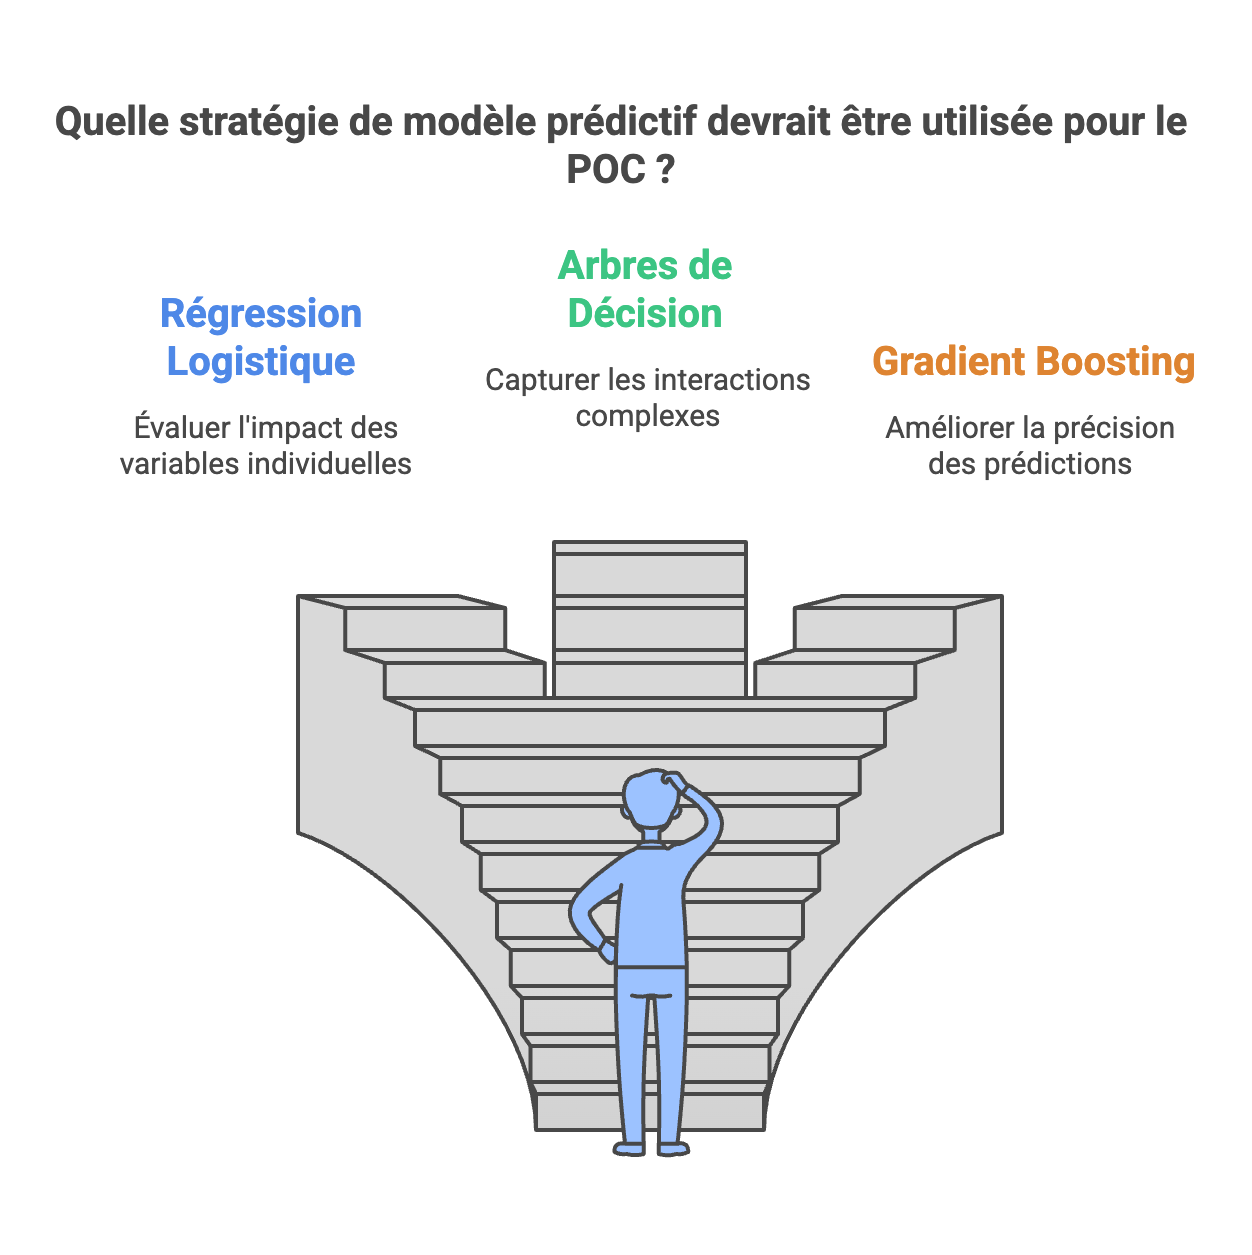 Quelle stratégie de modèle prédictif devrait être utilisée pour le
POC ?
Régression
Logistique
Évaluer l'impact des
variables individuelles
Arbres de
Décision
Capturer les interactions
complexes
Gradient Boosting
Améliorer la précision
des prédictions